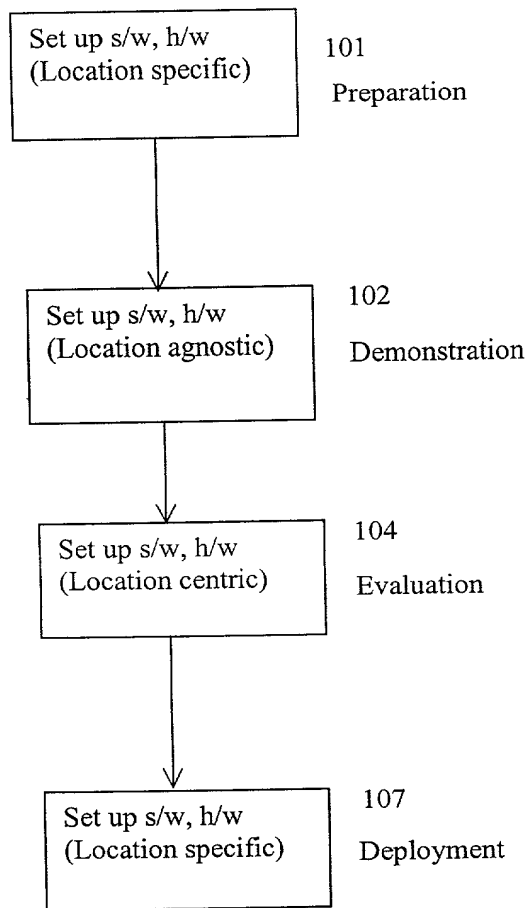 Set up s/w, h/w
(Location specific)
101
Preparation
Set up s/w, h/w
(Location agnostic)
102
Demonstration
Set up s/w, h/w
(Location centric)
104
Evaluation
Set up s/w, h/w
(Location specific)
107
Deployment